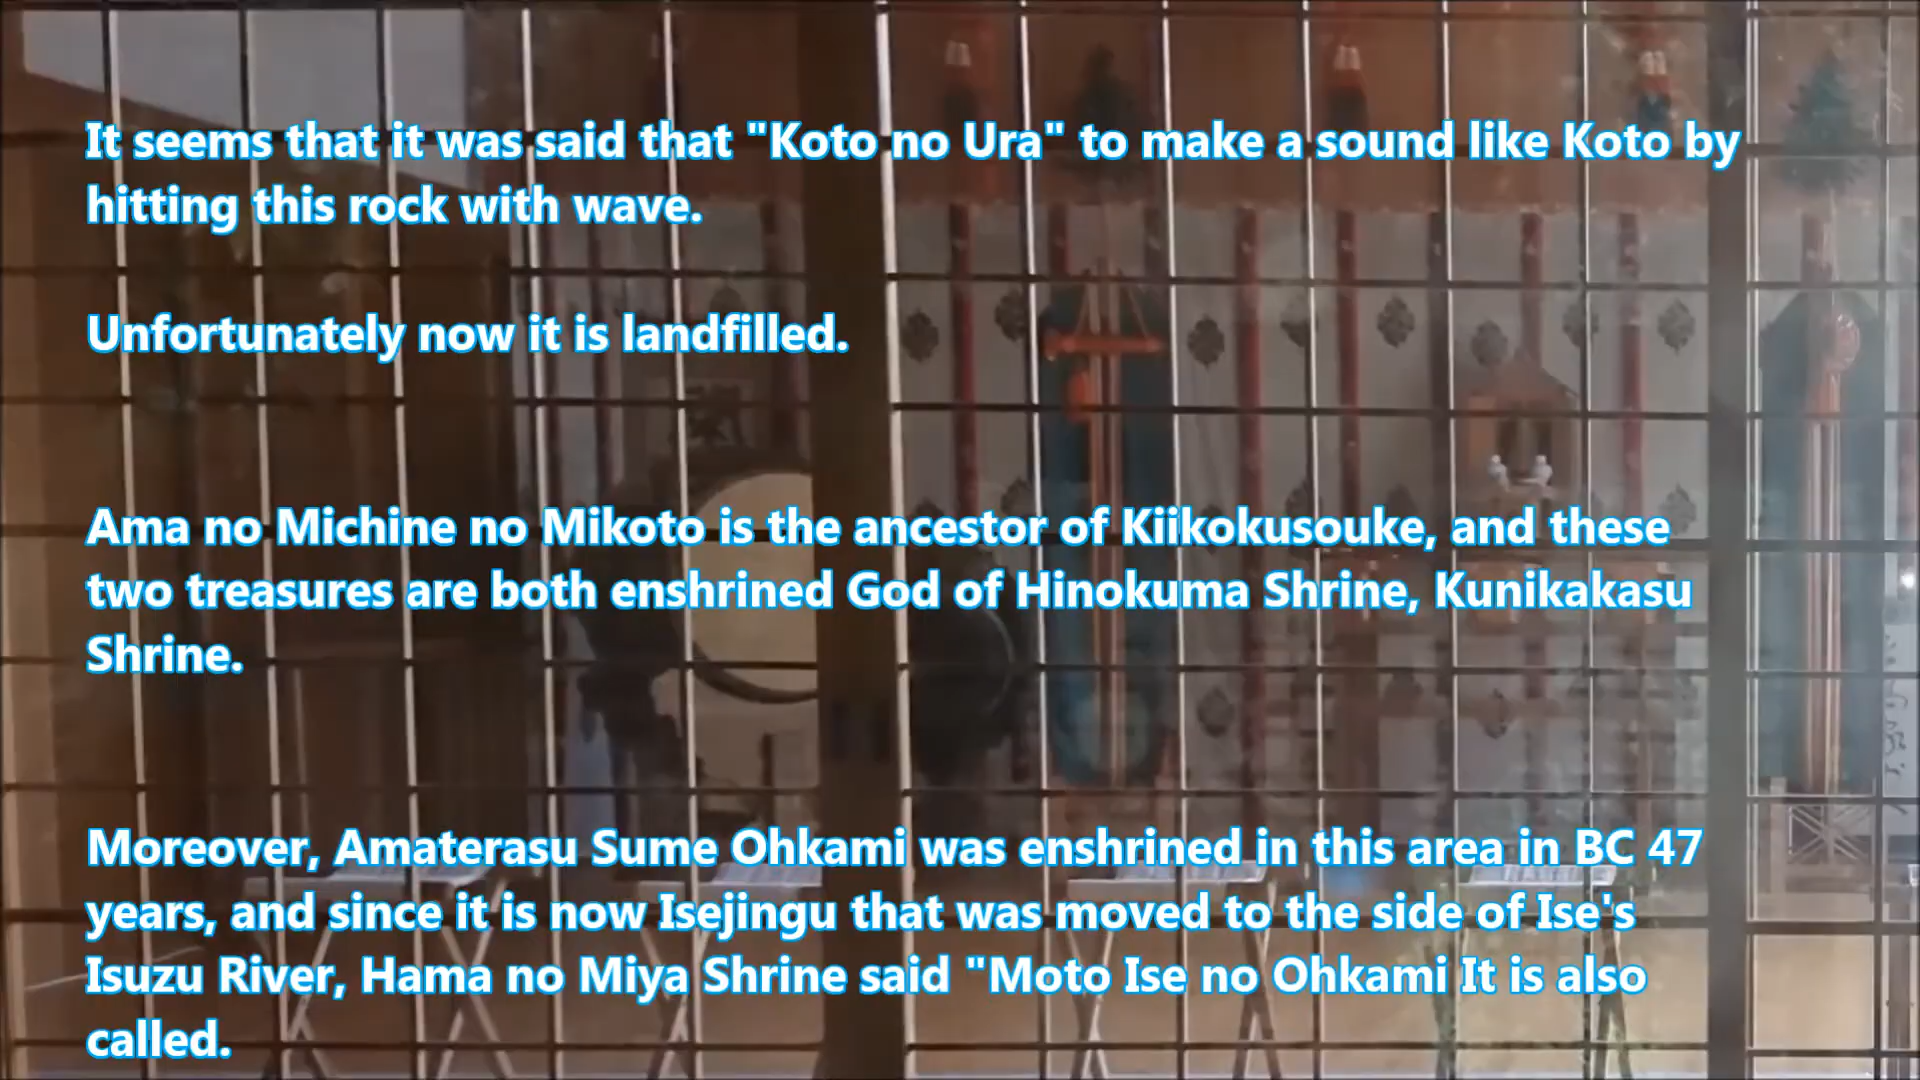 It seems that it was said that "Koto no Ura" to make a sound like Koto by
hitting this rock with wave.
Unfortunately now it is landfilled.
Ama no Michine no Mikoto is the ancestor of Kiikokusouke, and these
two treasures are both enshrined God of Hinokuma Shrine, Kunikakasu
Shrine.
Moreover, Amaterasu Sume Ohkami was enshrined in this area in BC 47
years, and since it is now Isejingu that was moved to the side of Ise's
Isuzu River, Hama no Miya Shrine said "Moto Ise no Ohkami It is also
called.